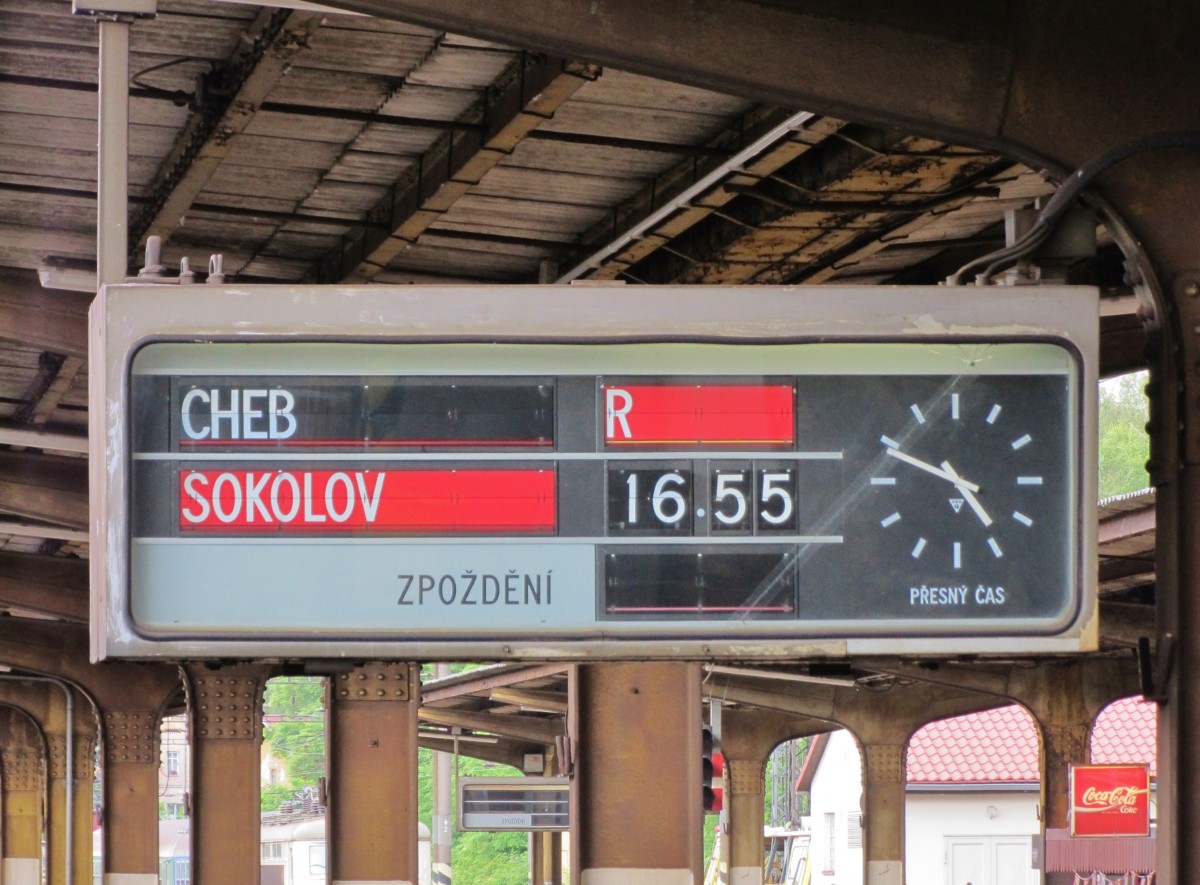 CHEB R
SOKOLOV 16.55
ZPOŽDĚNÍ
PŘESNÝ ČAS
Coca-Cola
Coke